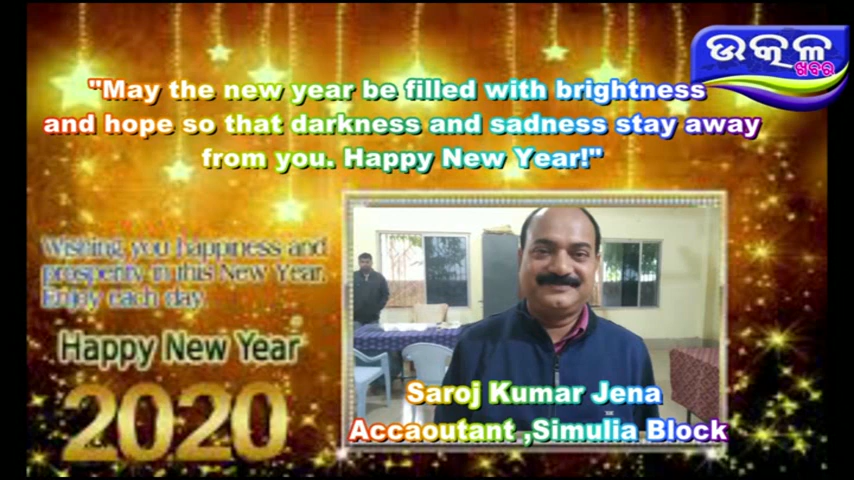 ଉତ୍କଳ
ଖବର
"May the new year be filled with brightness
and hope so that darkness and sadness stay away
from you. Happy New Year!"
Wishing you happiness and
prosperity in this New Year.
Enjoy each day
Happy New Year
2020
Saroj Kumar Jena
Accaoutant ,Simulia Block